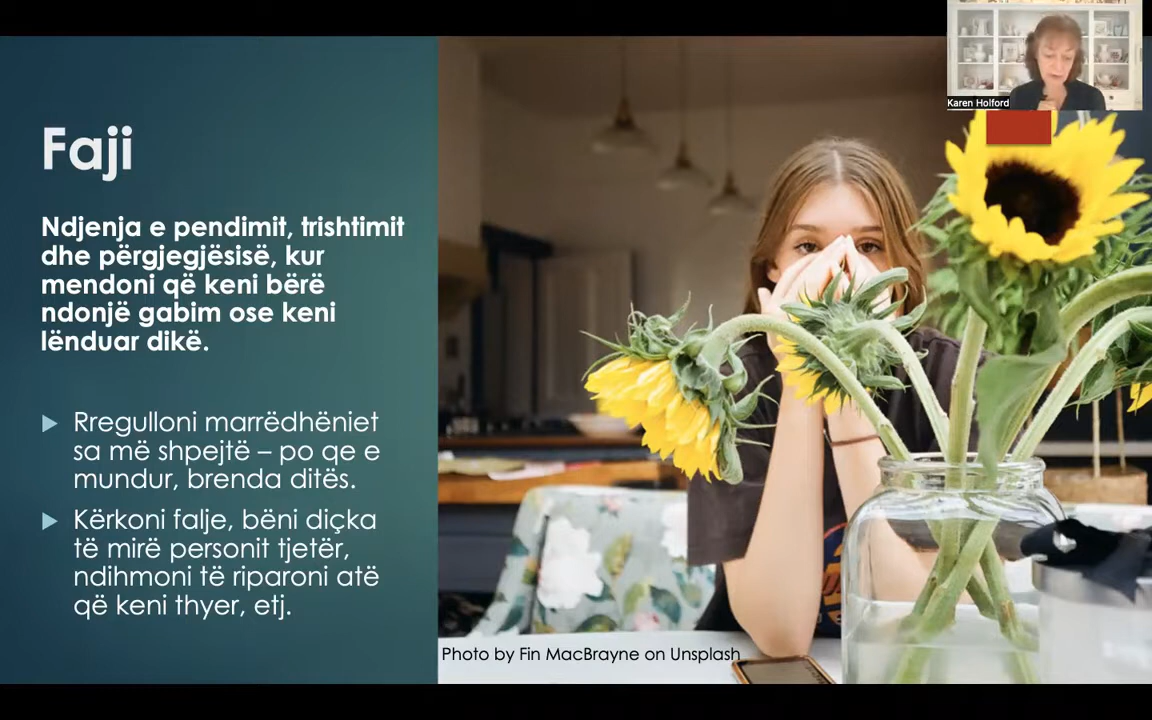 Karen Holford
Faji
Ndjenja e pendimit, trishtimit
dhe përgjegjësisë, kur
mendoni që keni bërë
ndonjë gabim ose keni
lënduar dikë.
Rregulloni marrëdhëniet
sa më shpejtë – po qe e
mundur, brenda ditës.
Kërkoni falje, bëni diçka
të mirë personit tjetër,
ndihmoni të riparoni atë
që keni thyer, etj.
Photo by Fin MacBrayne on Unsplash